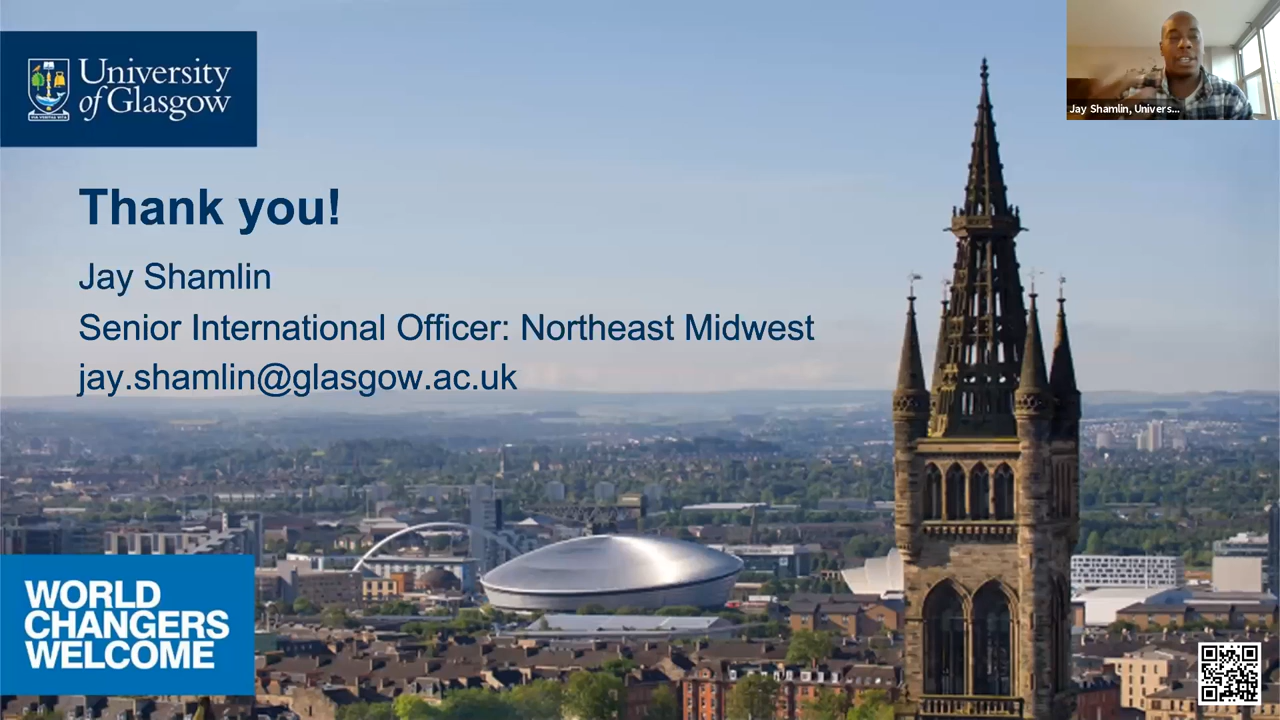 University
of Glasgow
Jay Shamlin, Univers...
Thank you!
Jay Shamlin
Senior International Officer: Northeast Midwest
jay.shamlin@glasgow.ac.uk
WORLD
CHANGERS
WELCOME